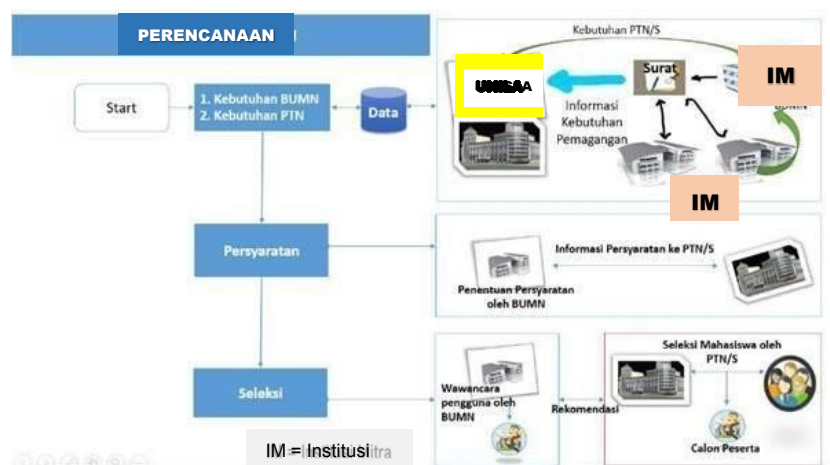 PERENCANAAN
Start
1. Kebutuhan BUMN
2. Kebutuhan PTN
Data
Kebutuhan PTN/S
Surat
IM
BUMN
Informasi
Kebutuhan
Pemagangan
IM
Persyaratan
Penentuan Persyaratan
oleh BUMN
Informasi Persyaratan ke PTN/S
Seleksi
Wawancara
pengguna oleh
BUMN
Rekomendasi
Seleksi Mahasiswa oleh
PTN/S
Calon Peserta
IM = Institusi